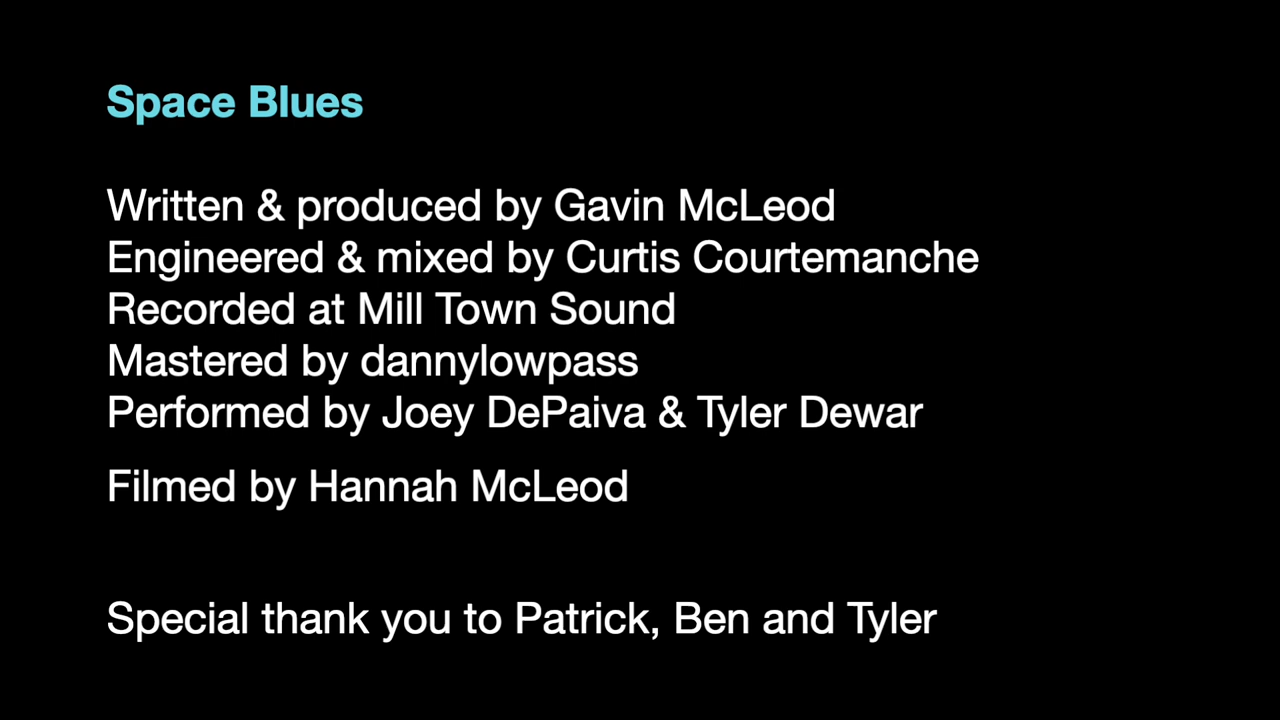 Space Blues
Written & produced by Gavin McLeod
Engineered & mixed by Curtis Courtemanche
Recorded at Mill Town Sound
Mastered by dannylowpass
Performed by Joey DePaiva & Tyler Dewar
Filmed by Hannah McLeod
Special thank you to Patrick, Ben and Tyler